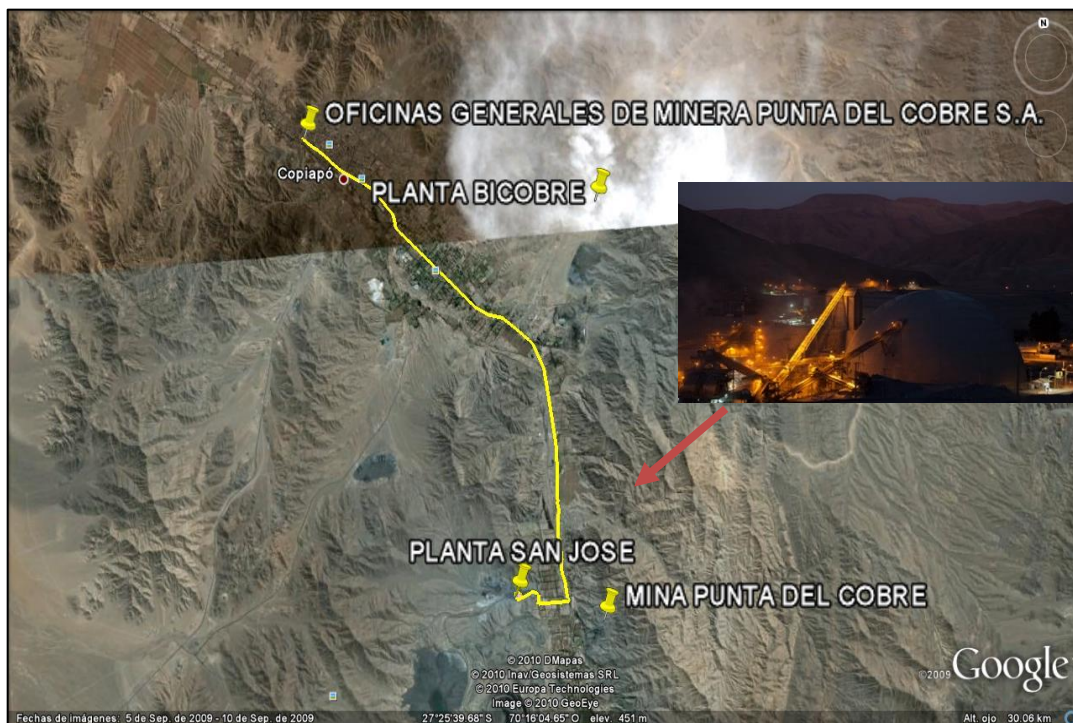 N
OFICINAS GENERALES DE MINERA PUNTA DEL COBRE S.A.
Copiapó
PLANTA BICOBRE
PLANTA SAN JOSE
MINA PUNTA DEL COBRE
© 2010 DMapas
© 2010 Inav/Geosistemas SRL
© 2010 Europa Technologies
Image © 2010 GeoEye
©2009 Google
Fechas de imágenes: 5 de Sep. de 2009 - 10 de Sep. de 2009 27°25'39.68" S 70°16'04.65" O elev. 451 m Alt. ojo 30.06 km